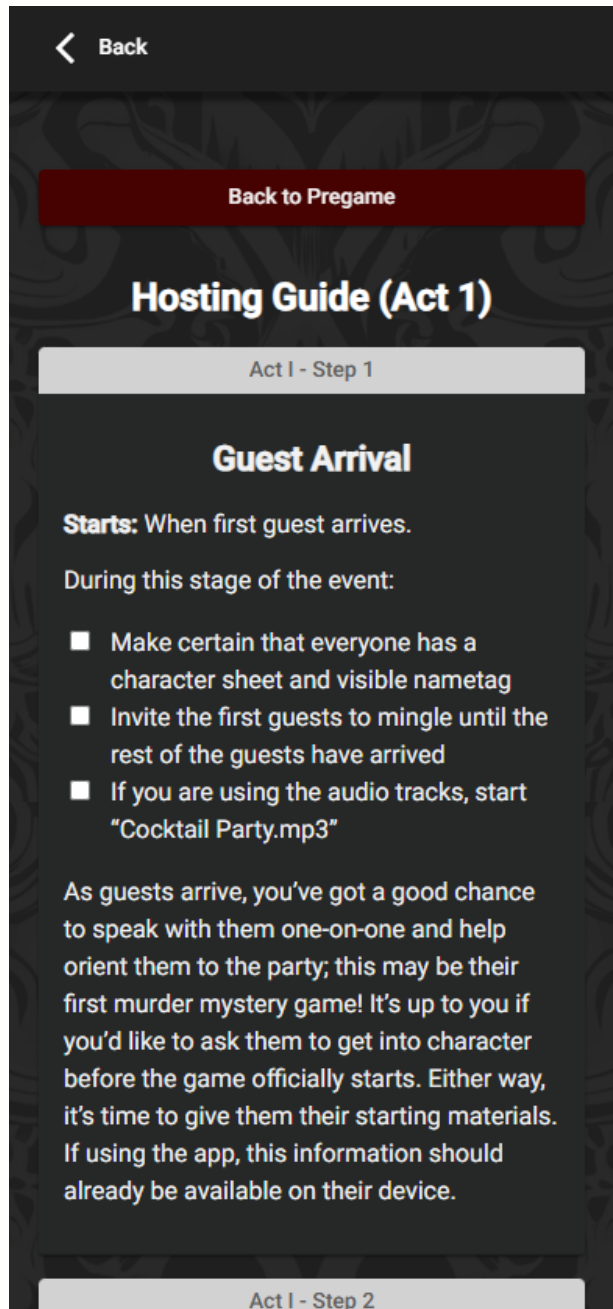 Back
Back to Pregame
Hosting Guide (Act 1)
Act I - Step 1
Guest Arrival
Starts: When first guest arrives.
During this stage of the event:
Make certain that everyone has a
character sheet and visible nametag
Invite the first guests to mingle until the
rest of the guests have arrived
If you are using the audio tracks, start
“Cocktail Party.mp3”
As guests arrive, you’ve got a good chance
to speak with them one-on-one and help
orient them to the party; this may be their
first murder mystery game! It’s up to you if
you’d like to ask them to get into character
before the game officially starts. Either way,
it’s time to give them their starting materials.
If using the app, this information should
already be available on their device.
Act I - Step 2